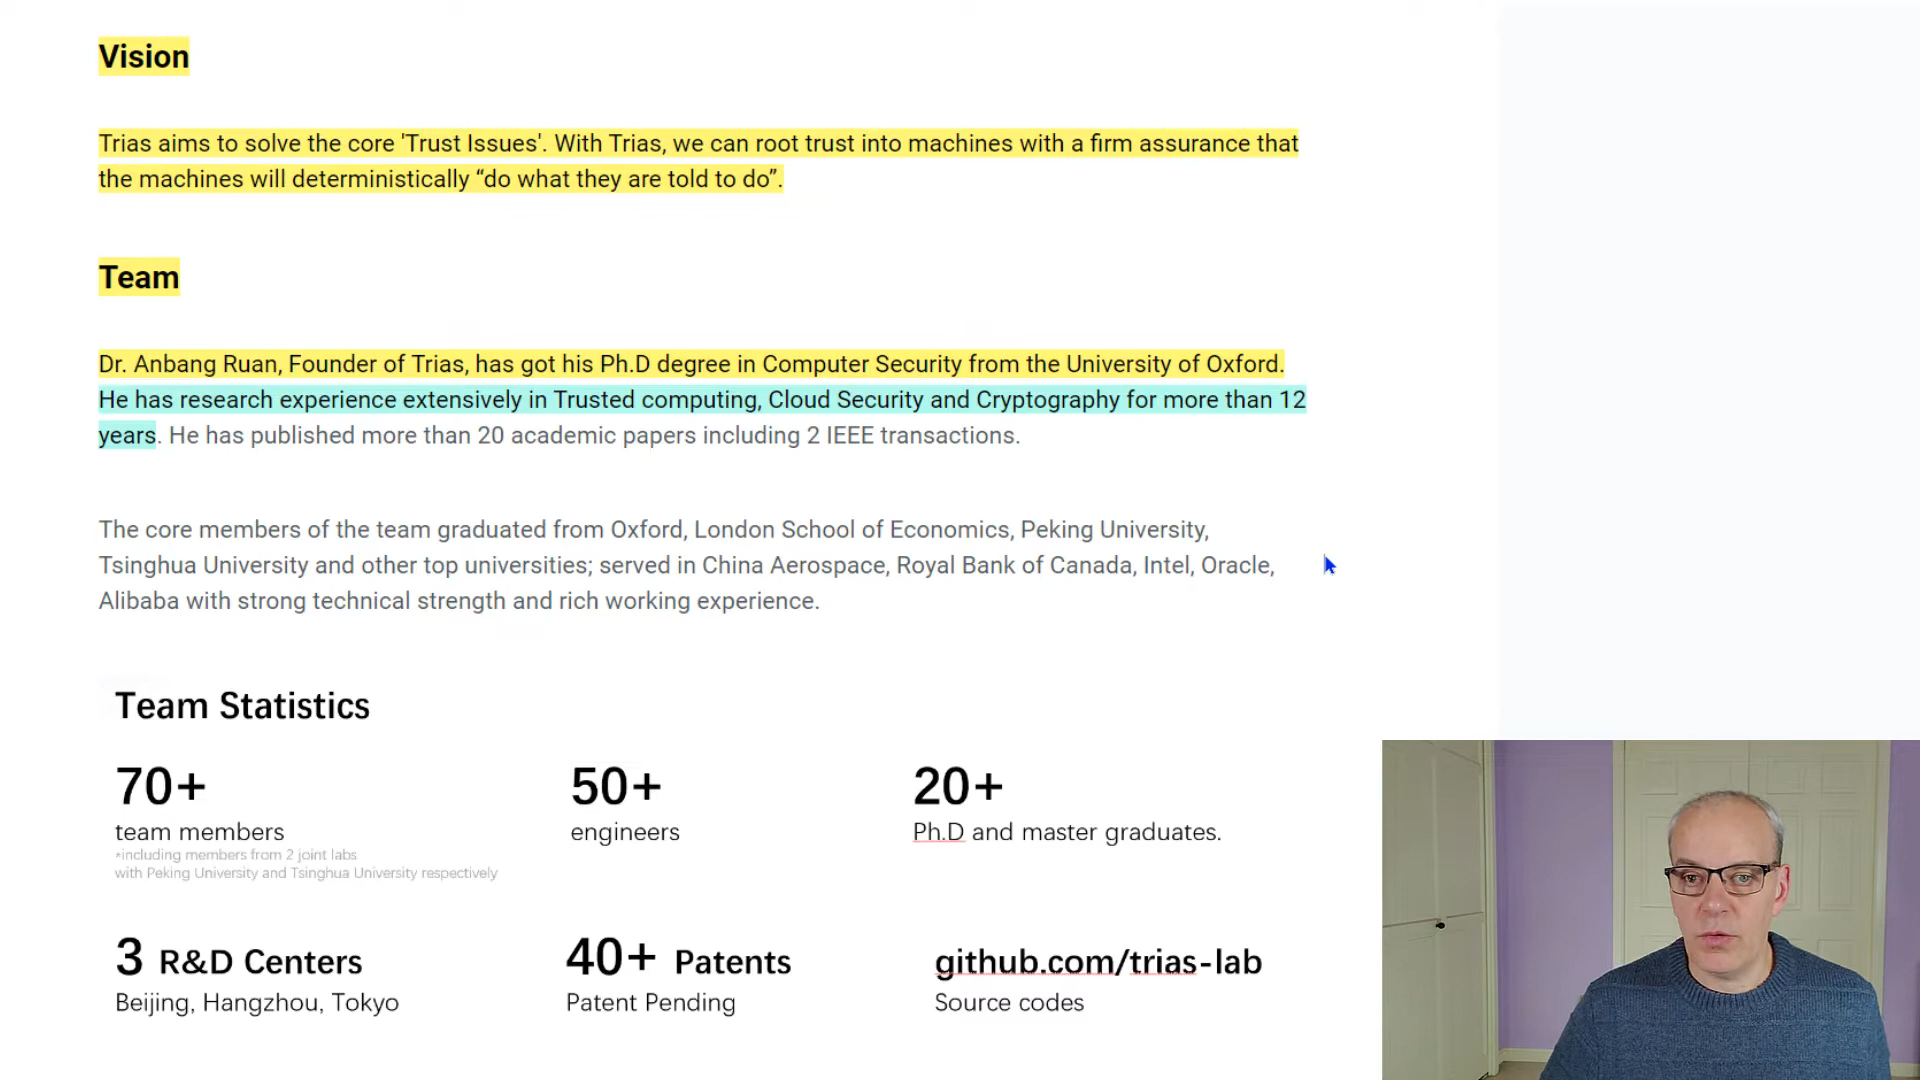 Vision
Trias aims to solve the core 'Trust Issues'. With Trias, we can root trust into machines with a firm assurance that
the machines will deterministically “do what they are told to do”.
Team
Dr. Anbang Ruan, Founder of Trias, has got his Ph.D degree in Computer Security from the University of Oxford.
He has research experience extensively in Trusted computing, Cloud Security and Cryptography for more than 12
years. He has published more than 20 academic papers including 2 IEEE transactions.
The core members of the team graduated from Oxford, London School of Economics, Peking University,
Tsinghua University and other top universities; served in China Aerospace, Royal Bank of Canada, Intel, Oracle,
Alibaba with strong technical strength and rich working experience.
Team Statistics
70+
team members
*including members from 2 joint labs
with Peking University and Tsinghua University respectively
50+
engineers
20+
Ph.D and master graduates.
3 R&D Centers
Beijing, Hangzhou, Tokyo
40+ Patents
Patent Pending
github.com/trias-lab
Source codes